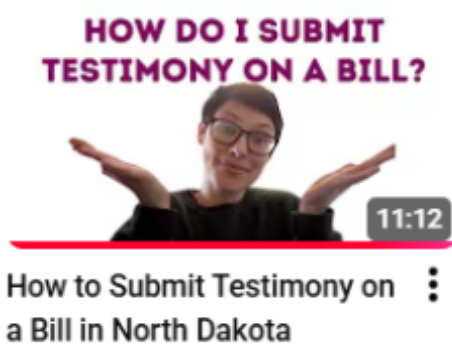 HOW DO I SUBMIT
TESTIMONY ON A BILL?
11:12
How to Submit Testimony on
a Bill in North Dakota